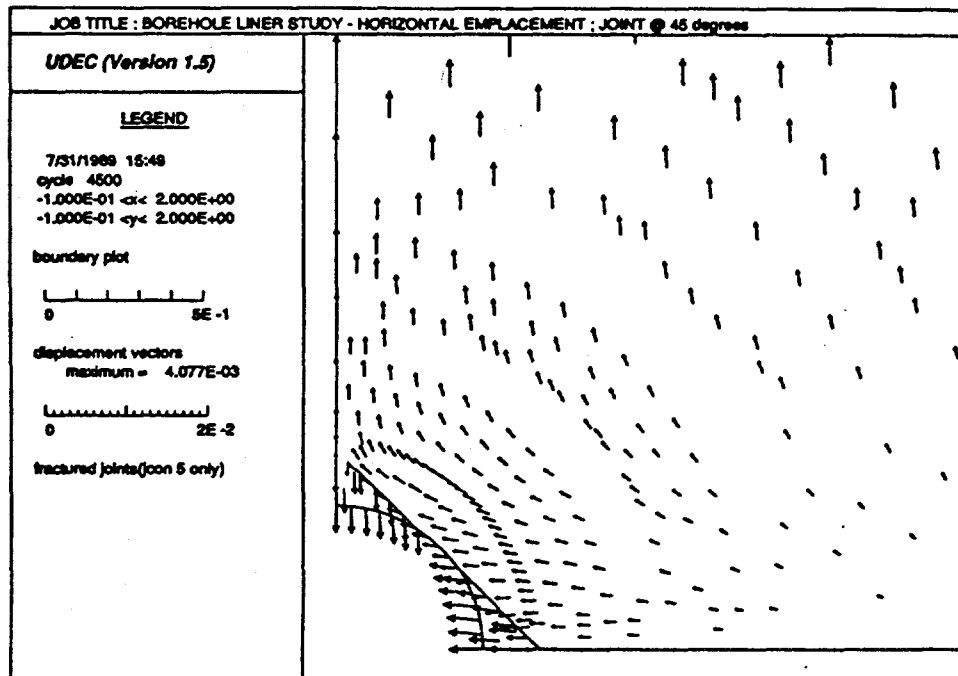 JOB TITLE : BOREHOLE LINER STUDY - HORIZONTAL EMPLACEMENT ; JOINT @ 45 degrees
UDEC (Version 1.5)
LEGEND
7/31/1989 15:49
cycle 4500
-1.000E-01 <x< 2.000E+00
-1.000E-01 <y< 2.000E+00
boundary plot
0 5E -1
displacement vectors
maximum = 4.077E-03
0 2E -2
fractured joints(jcon 5 only)